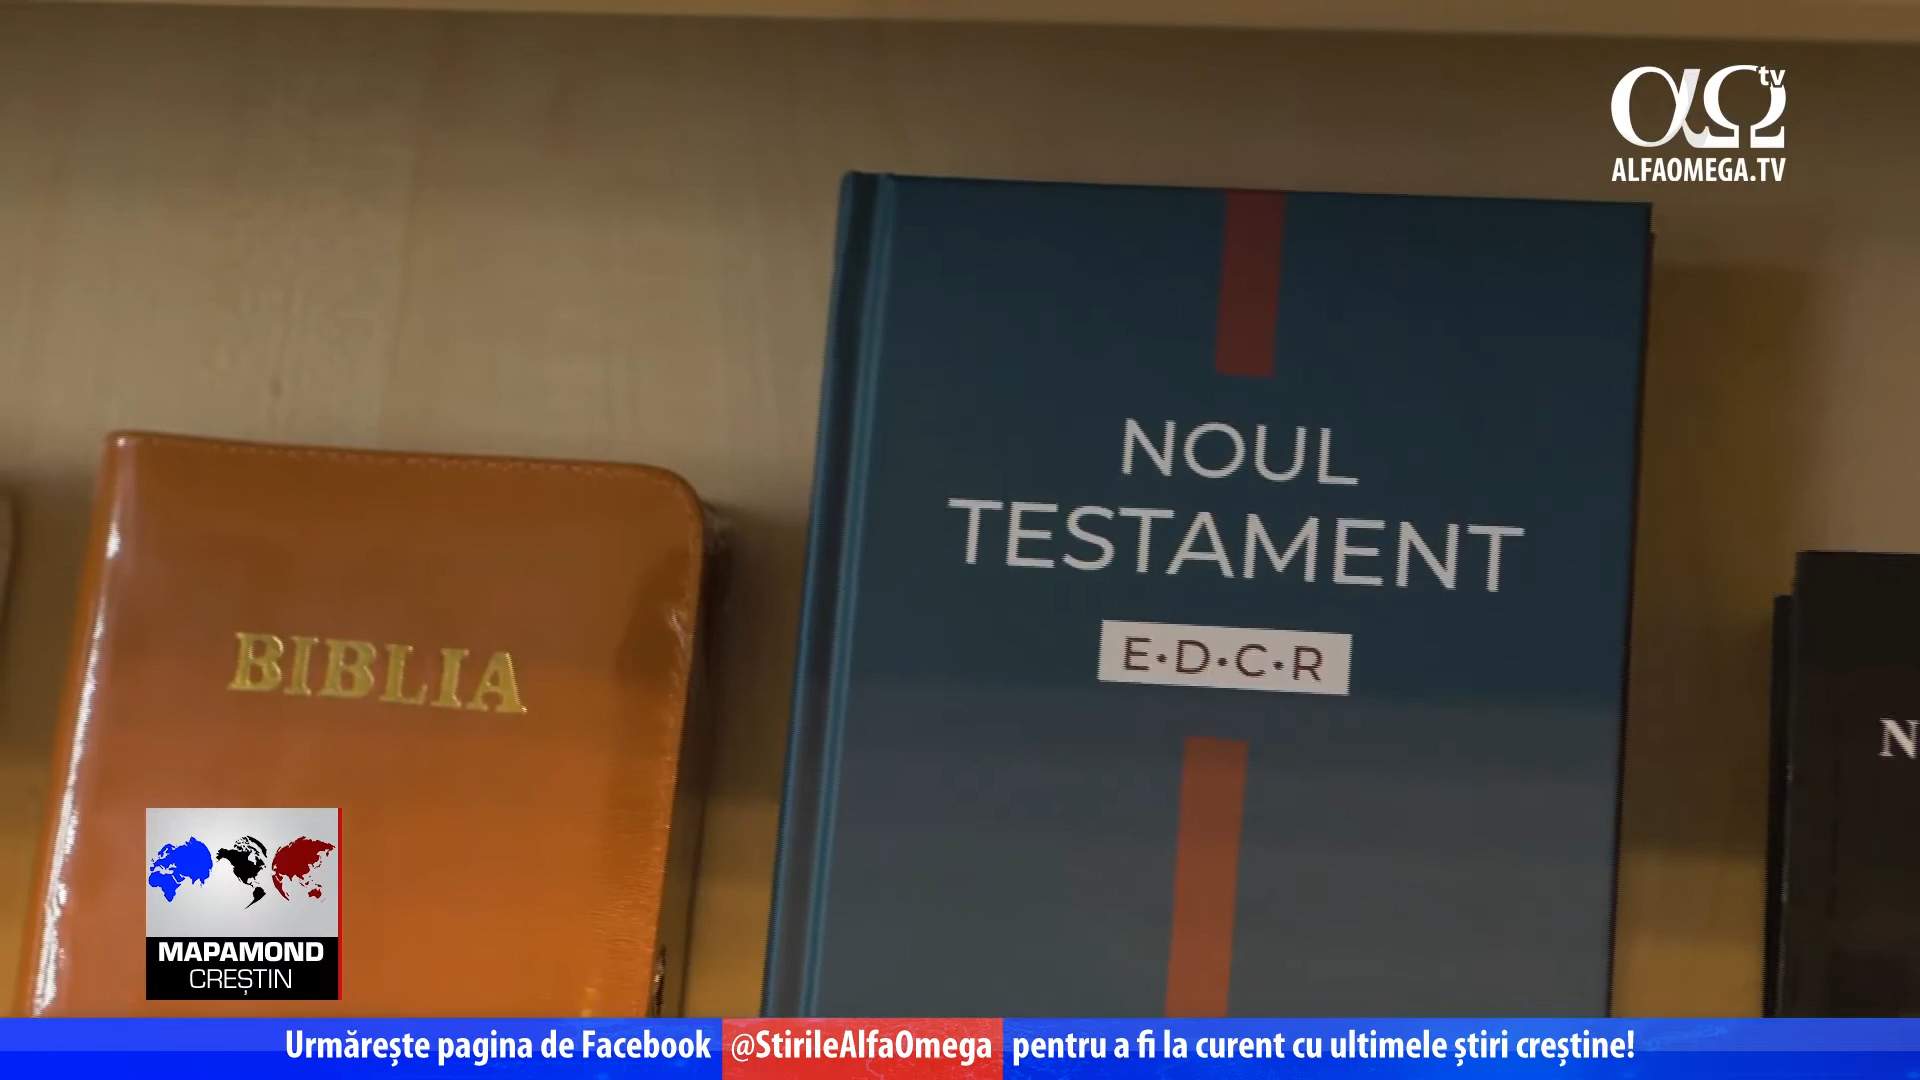 tv
ALFAOMEGA.TV
NOUL
TESTAMENT
E·D·C·R
BIBLIA
N
MAPAMOND
CREȘTIN
Urmărește pagina de Facebook @StirileAlfaOmega pentru a fi la curent cu ultimele știri creștine!